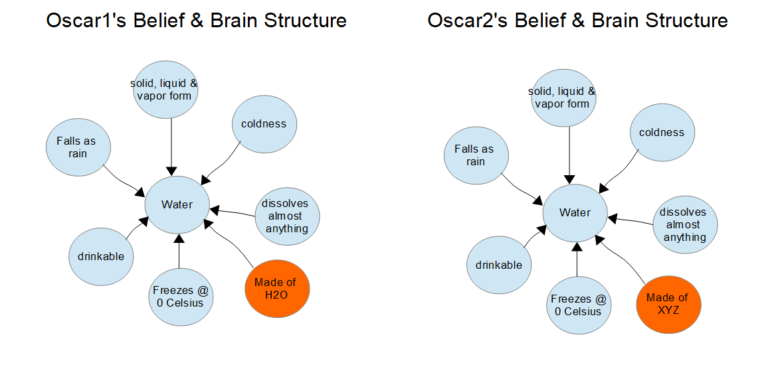 Oscar1's Belief & Brain Structure
solid, liquid &
vapor form
coldness
Falls as
rain
Water
dissolves
almost
anything
drinkable
Freezes @
0 Celsius
Made of
H2O
Oscar2's Belief & Brain Structure
solid, liquid &
vapor form
coldness
Falls as
rain
Water
dissolves
almost
anything
drinkable
Freezes @
0 Celsius
Made of
XYZ